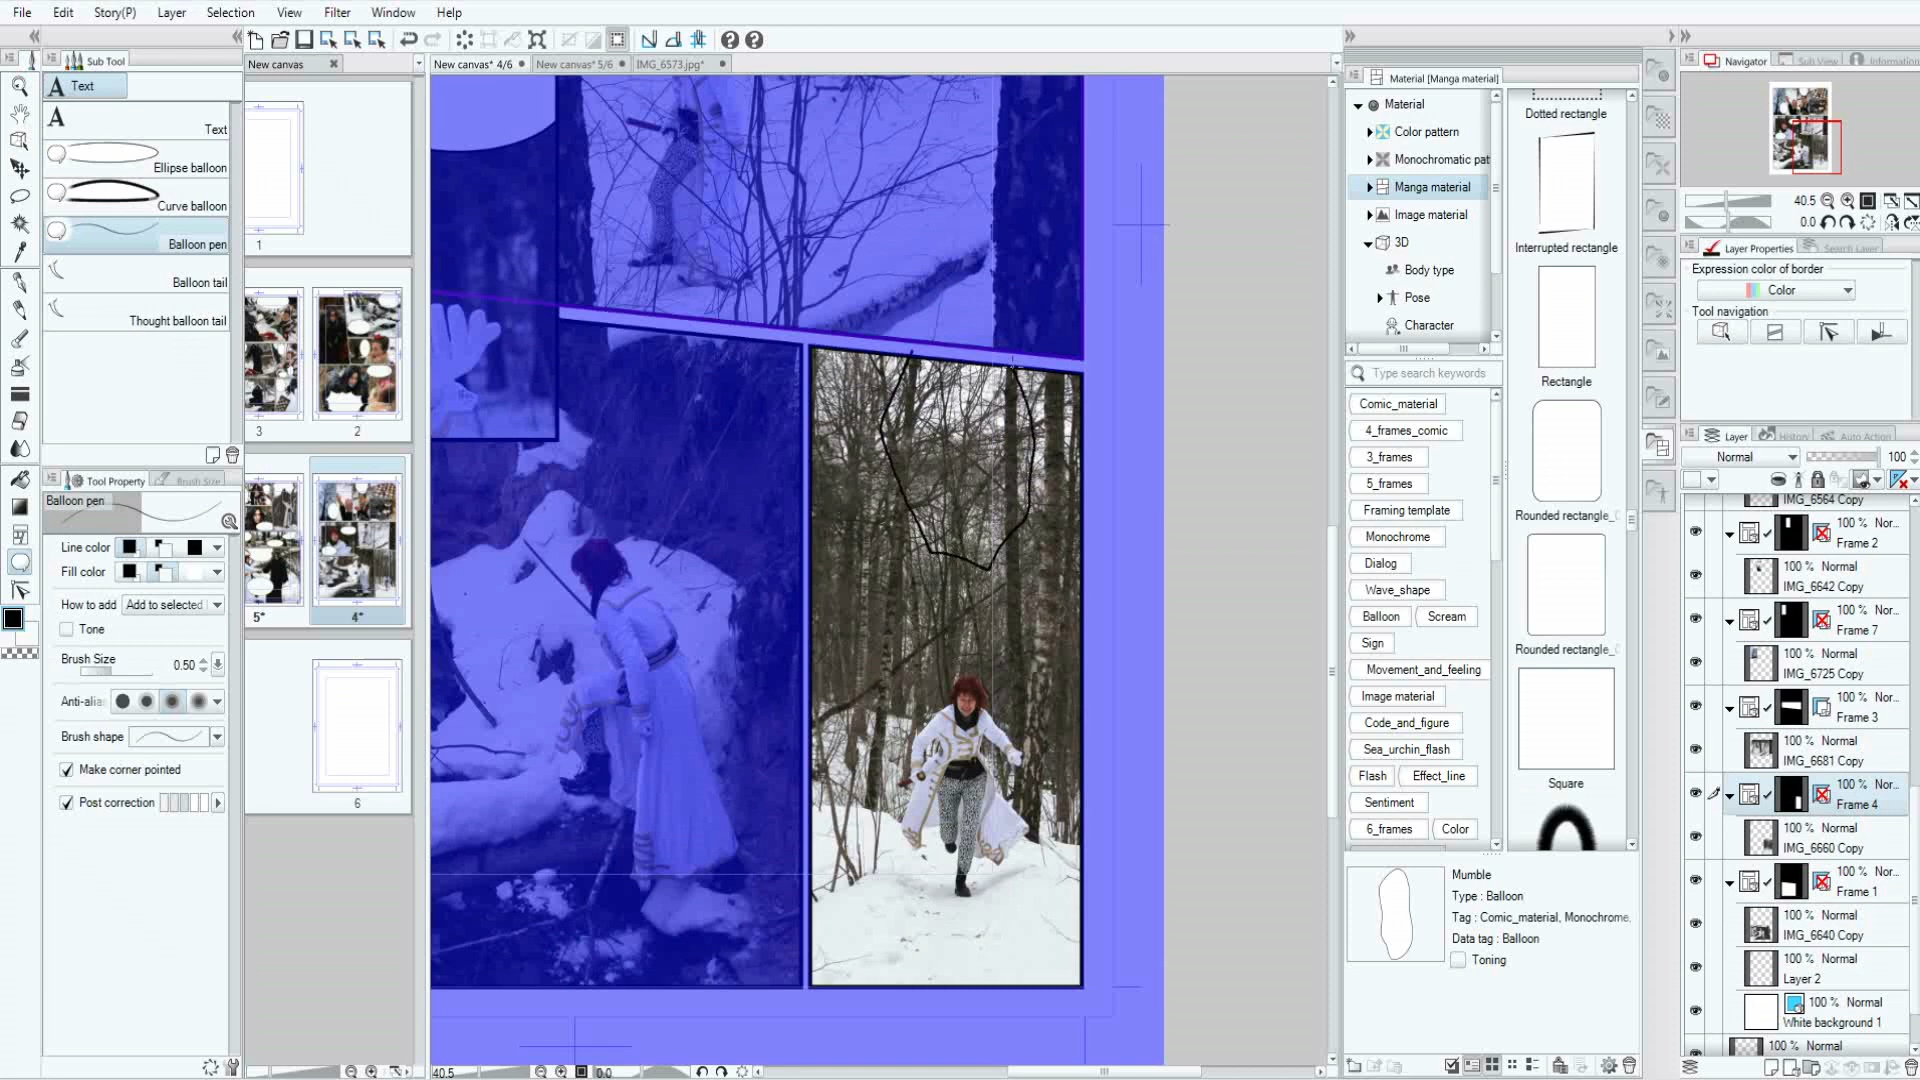 File Edit Story(P) Layer Selection View Filter Window Help
Sub Tool
Text
Text
Ellipse balloon
Curve balloon
Balloon pen
Balloon tail
Thought balloon tail
Tool Property Brush Size
Balloon pen
Line color
Fill color
How to add Add to selected
Tone
Brush Size 0.50
Anti-alia
Brush shape
Make corner pointed
Post correction
New canvas
1
3 2
5* 4*
6
New canvas* 4/6 New canvas* 5/6 IMG_6573.jpg*
40.5 0.0
Material [Manga material]
Material
Color pattern
Monochromatic pat
Manga material
Image material
3D
Body type
Pose
Character
Type search keywords
Comic_material
4_frames_comic
3_frames
5_frames
Framing template
Monochrome
Dialog
Wave_shape
Balloon Scream
Sign
Movement_and_feeling
Image material
Code_and_figure
Sea_urchin_flash
Flash Effect_line
Sentiment
6_frames Color
Dotted rectangle
Interrupted rectangle
Rectangle
Rounded rectangle_
Rounded rectangle_
Square
Mumble
Type : Balloon
Tag : Comic_material, Monochrome,
Data tag : Balloon
Toning
Navigator Sub View Information
40.5
0.0
Layer Properties Search Layer
Expression color of border
Color
Tool navigation
Layer History Auto Action
Normal 100
IMG_6564 Copy
100 % Nor...
Frame 2
100 % Normal
IMG_6642 Copy
100 % Nor...
Frame 7
100 % Normal
IMG_6725 Copy
100 % Nor...
Frame 3
100 % Normal
IMG_6681 Copy
100 % Nor...
Frame 4
100 % Normal
IMG_6660 Copy
100 % Nor...
Frame 1
100 % Normal
IMG_6640 Copy
100 % Normal
Layer 2
100 % Normal
White background 1
100 % Normal